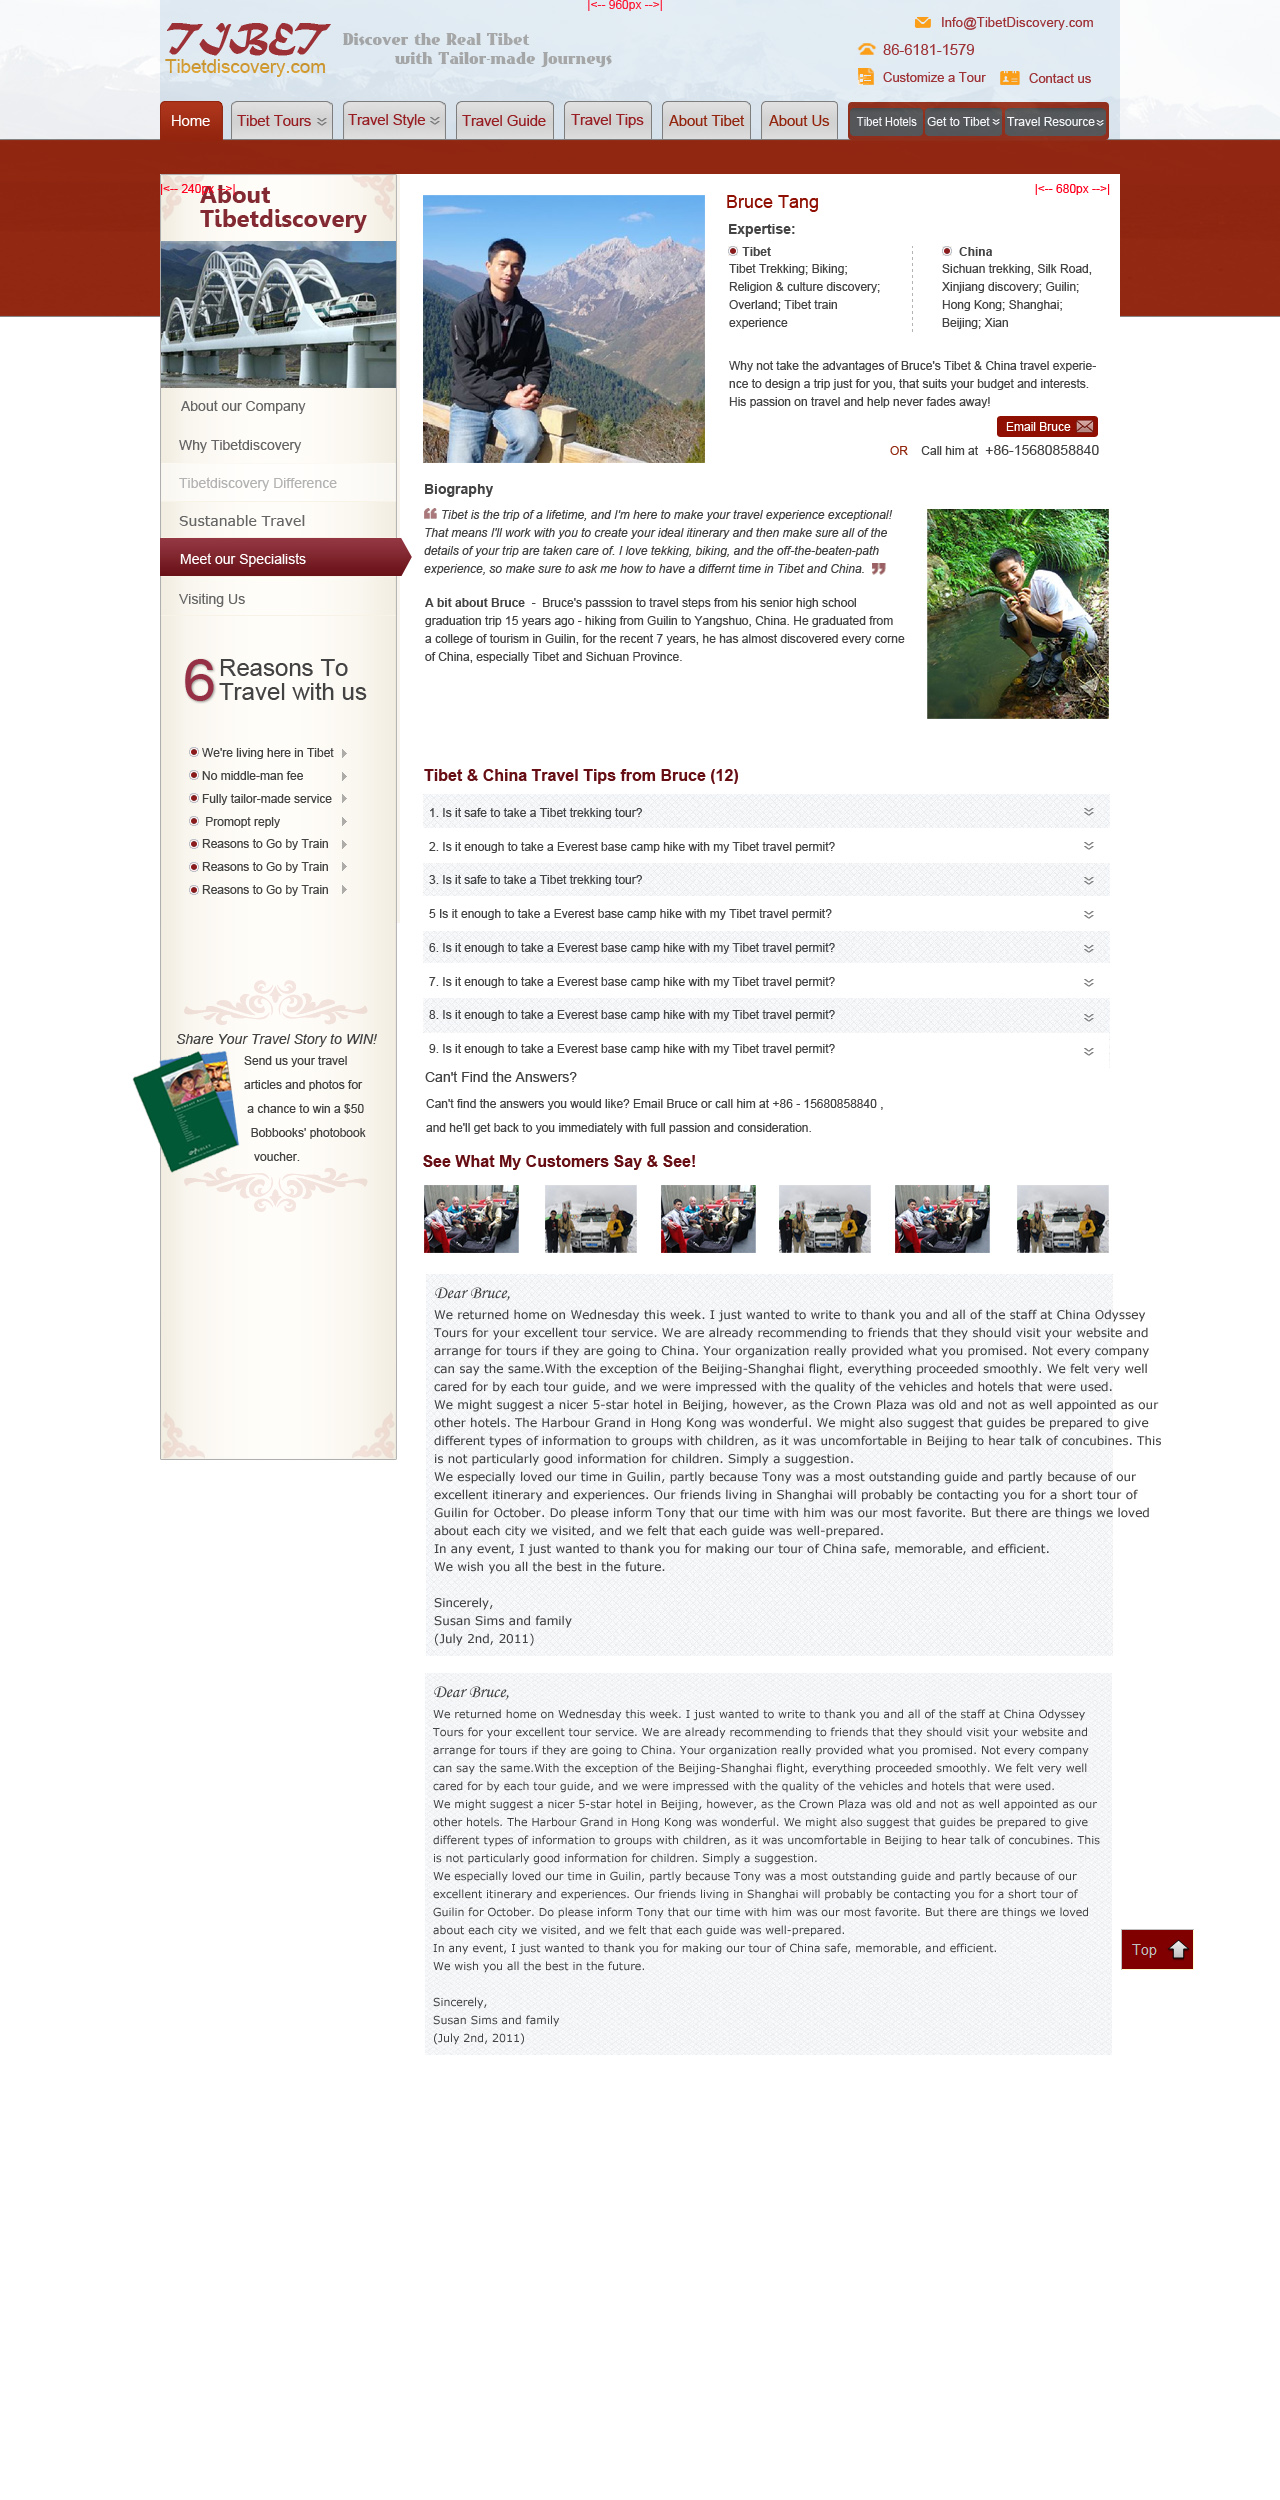 |<-- 960px -->|
TIBET
Tibetdiscovery.com
Discover the Real Tibet
with Tailor-made Journeys
Info@TibetDiscovery.com
86-6181-1579
Customize a Tour Contact us
Home Tibet Tours Travel Style Travel Guide Travel Tips About Tibet About Us Tibet Hotels Get to Tibet Travel Resource
|<-- 240px -->|
About
Tibetdiscovery
About our Company
Why Tibetdiscovery
Tibetdiscovery Difference
Sustanable Travel
Meet our Specialists
Visiting Us
6 Reasons To
Travel with us
We're living here in Tibet
No middle-man fee
Fully tailor-made service
Promopt reply
Reasons to Go by Train
Reasons to Go by Train
Reasons to Go by Train
Share Your Travel Story to WIN!
Send us your travel
articles and photos for
a chance to win a $50
Bobbooks' photobook
voucher.
|<-- 680px -->|
Bruce Tang
Expertise:
Tibet
Tibet Trekking; Biking;
Religion & culture discovery;
Overland; Tibet train
experience
China
Sichuan trekking, Silk Road,
Xinjiang discovery; Guilin;
Hong Kong; Shanghai;
Beijing; Xian
Why not take the advantages of Bruce's Tibet & China travel experie-
nce to design a trip just for you, that suits your budget and interests.
His passion on travel and help never fades away!
Email Bruce
OR Call him at +86-15680858840
Biography
Tibet is the trip of a lifetime, and I'm here to make your travel experience exceptional!
That means I'll work with you to create your ideal itinerary and then make sure all of the
details of your trip are taken care of. I love tekking, biking, and the off-the-beaten-path
experience, so make sure to ask me how to have a differnt time in Tibet and China.
A bit about Bruce - Bruce's passsion to travel steps from his senior high school
graduation trip 15 years ago - hiking from Guilin to Yangshuo, China. He graduated from
a college of tourism in Guilin, for the recent 7 years, he has almost discovered every corne
of China, especially Tibet and Sichuan Province.
Tibet & China Travel Tips from Bruce (12)
1. Is it safe to take a Tibet trekking tour?
2. Is it enough to take a Everest base camp hike with my Tibet travel permit?
3. Is it safe to take a Tibet trekking tour?
5 Is it enough to take a Everest base camp hike with my Tibet travel permit?
6. Is it enough to take a Everest base camp hike with my Tibet travel permit?
7. Is it enough to take a Everest base camp hike with my Tibet travel permit?
8. Is it enough to take a Everest base camp hike with my Tibet travel permit?
9. Is it enough to take a Everest base camp hike with my Tibet travel permit?
Can't Find the Answers?
Can't find the answers you would like? Email Bruce or call him at +86 - 15680858840 ,
and he'll get back to you immediately with full passion and consideration.
See What My Customers Say & See!
Dear Bruce,
We returned home on Wednesday this week. I just wanted to write to thank you and all of the staff at China Odyssey
Tours for your excellent tour service. We are already recommending to friends that they should visit your website and
arrange for tours if they are going to China. Your organization really provided what you promised. Not every company
can say the same.With the exception of the Beijing-Shanghai flight, everything proceeded smoothly. We felt very well
cared for by each tour guide, and we were impressed with the quality of the vehicles and hotels that were used.
We might suggest a nicer 5-star hotel in Beijing, however, as the Crown Plaza was old and not as well appointed as our
other hotels. The Harbour Grand in Hong Kong was wonderful. We might also suggest that guides be prepared to give
different types of information to groups with children, as it was uncomfortable in Beijing to hear talk of concubines. This
is not particularly good information for children. Simply a suggestion.
We especially loved our time in Guilin, partly because Tony was a most outstanding guide and partly because of our
excellent itinerary and experiences. Our friends living in Shanghai will probably be contacting you for a short tour of
Guilin for October. Do please inform Tony that our time with him was our most favorite. But there are things we loved
about each city we visited, and we felt that each guide was well-prepared.
In any event, I just wanted to thank you for making our tour of China safe, memorable, and efficient.
We wish you all the best in the future.
Sincerely,
Susan Sims and family
(July 2nd, 2011)
Dear Bruce,
We returned home on Wednesday this week. I just wanted to write to thank you and all of the staff at China Odyssey
Tours for your excellent tour service. We are already recommending to friends that they should visit your website and
arrange for tours if they are going to China. Your organization really provided what you promised. Not every company
can say the same.With the exception of the Beijing-Shanghai flight, everything proceeded smoothly. We felt very well
cared for by each tour guide, and we were impressed with the quality of the vehicles and hotels that were used.
We might suggest a nicer 5-star hotel in Beijing, however, as the Crown Plaza was old and not as well appointed as our
other hotels. The Harbour Grand in Hong Kong was wonderful. We might also suggest that guides be prepared to give
different types of information to groups with children, as it was uncomfortable in Beijing to hear talk of concubines. This
is not particularly good information for children. Simply a suggestion.
We especially loved our time in Guilin, partly because Tony was a most outstanding guide and partly because of our
excellent itinerary and experiences. Our friends living in Shanghai will probably be contacting you for a short tour of
Guilin for October. Do please inform Tony that our time with him was our most favorite. But there are things we loved
about each city we visited, and we felt that each guide was well-prepared.
In any event, I just wanted to thank you for making our tour of China safe, memorable, and efficient.
We wish you all the best in the future.
Sincerely,
Susan Sims and family
(July 2nd, 2011)
Top